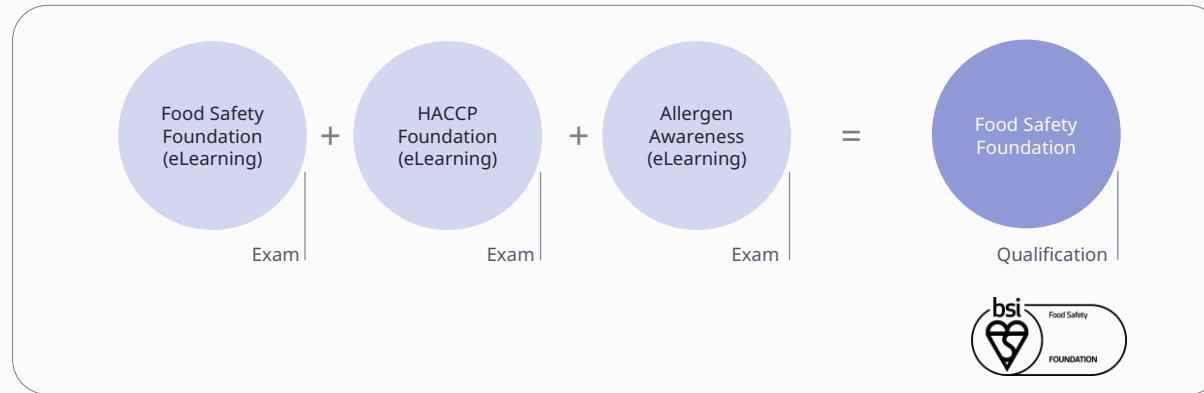 Food Safety
Foundation
(eLearning)
+
HACCP
Foundation
(eLearning)
+
Allergen
Awareness
(eLearning)
=
Food Safety
Foundation
Exam
Exam
Exam
Qualification
bsi
Food Safety
FOUNDATION